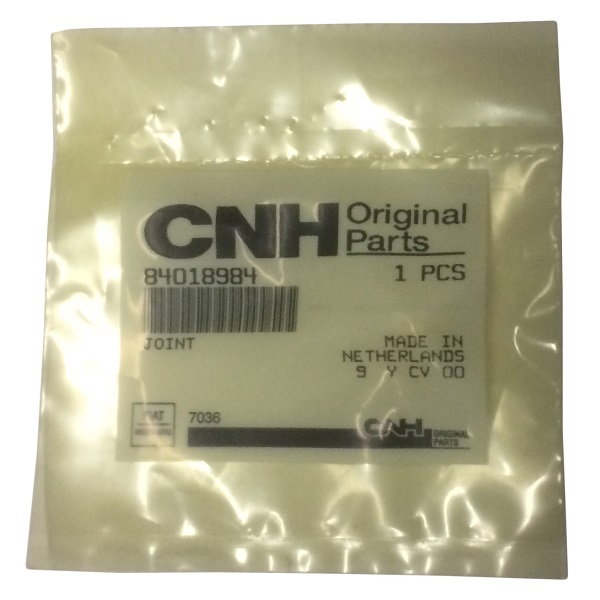 CNH Original
Parts
84018984 1 PCS
JOINT MADE IN
NETHERLANDS
9 Y CV 00
7036
CNH ORIGINAL
PARTS